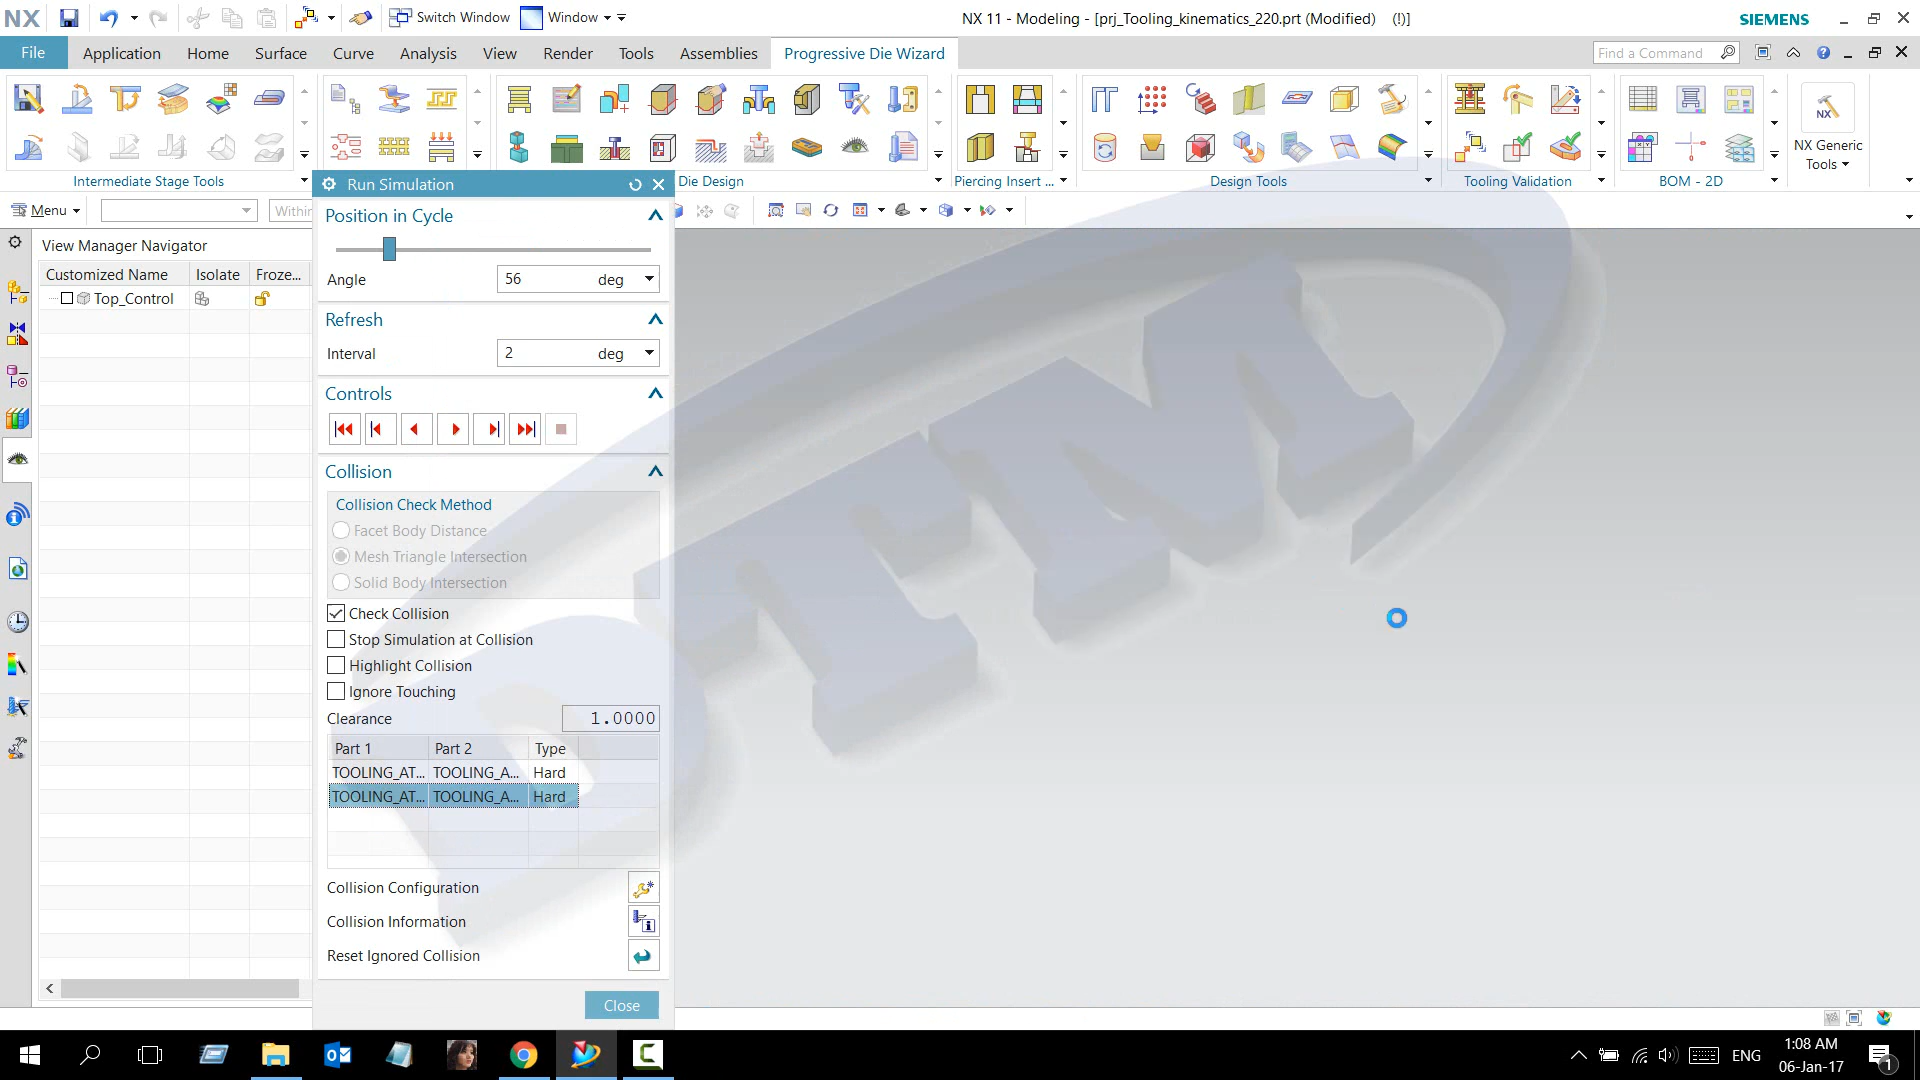 NX
Switch Window
Window
NX 11 - Modeling - [prj_Tooling_kinematics_220.prt (Modified) (!)]
SIEMENS
File
Application
Home
Surface
Curve
Analysis
View
Render
Tools
Assemblies
Progressive Die Wizard
Find a Command
NX
NX Generic
Tools
Intermediate Stage Tools
Die Design
Piercing Insert ...
Design Tools
Tooling Validation
BOM - 2D
Run Simulation
Menu
Within
View Manager Navigator
Customized Name
Isolate
Froze...
Top_Control
Position in Cycle
Angle
56
deg
Refresh
Interval
2
deg
Controls
Collision
Collision Check Method
Facet Body Distance
Mesh Triangle Intersection
Solid Body Intersection
Check Collision
Stop Simulation at Collision
Highlight Collision
Ignore Touching
Clearance
1.0000
Part 1
Part 2
Type
TOOLING_AT...
TOOLING_A...
Hard
TOOLING_AT...
TOOLING_A...
Hard
Collision Configuration
Collision Information
Reset Ignored Collision
Close
DTTM
ENG
1:08 AM
06-Jan-17
1